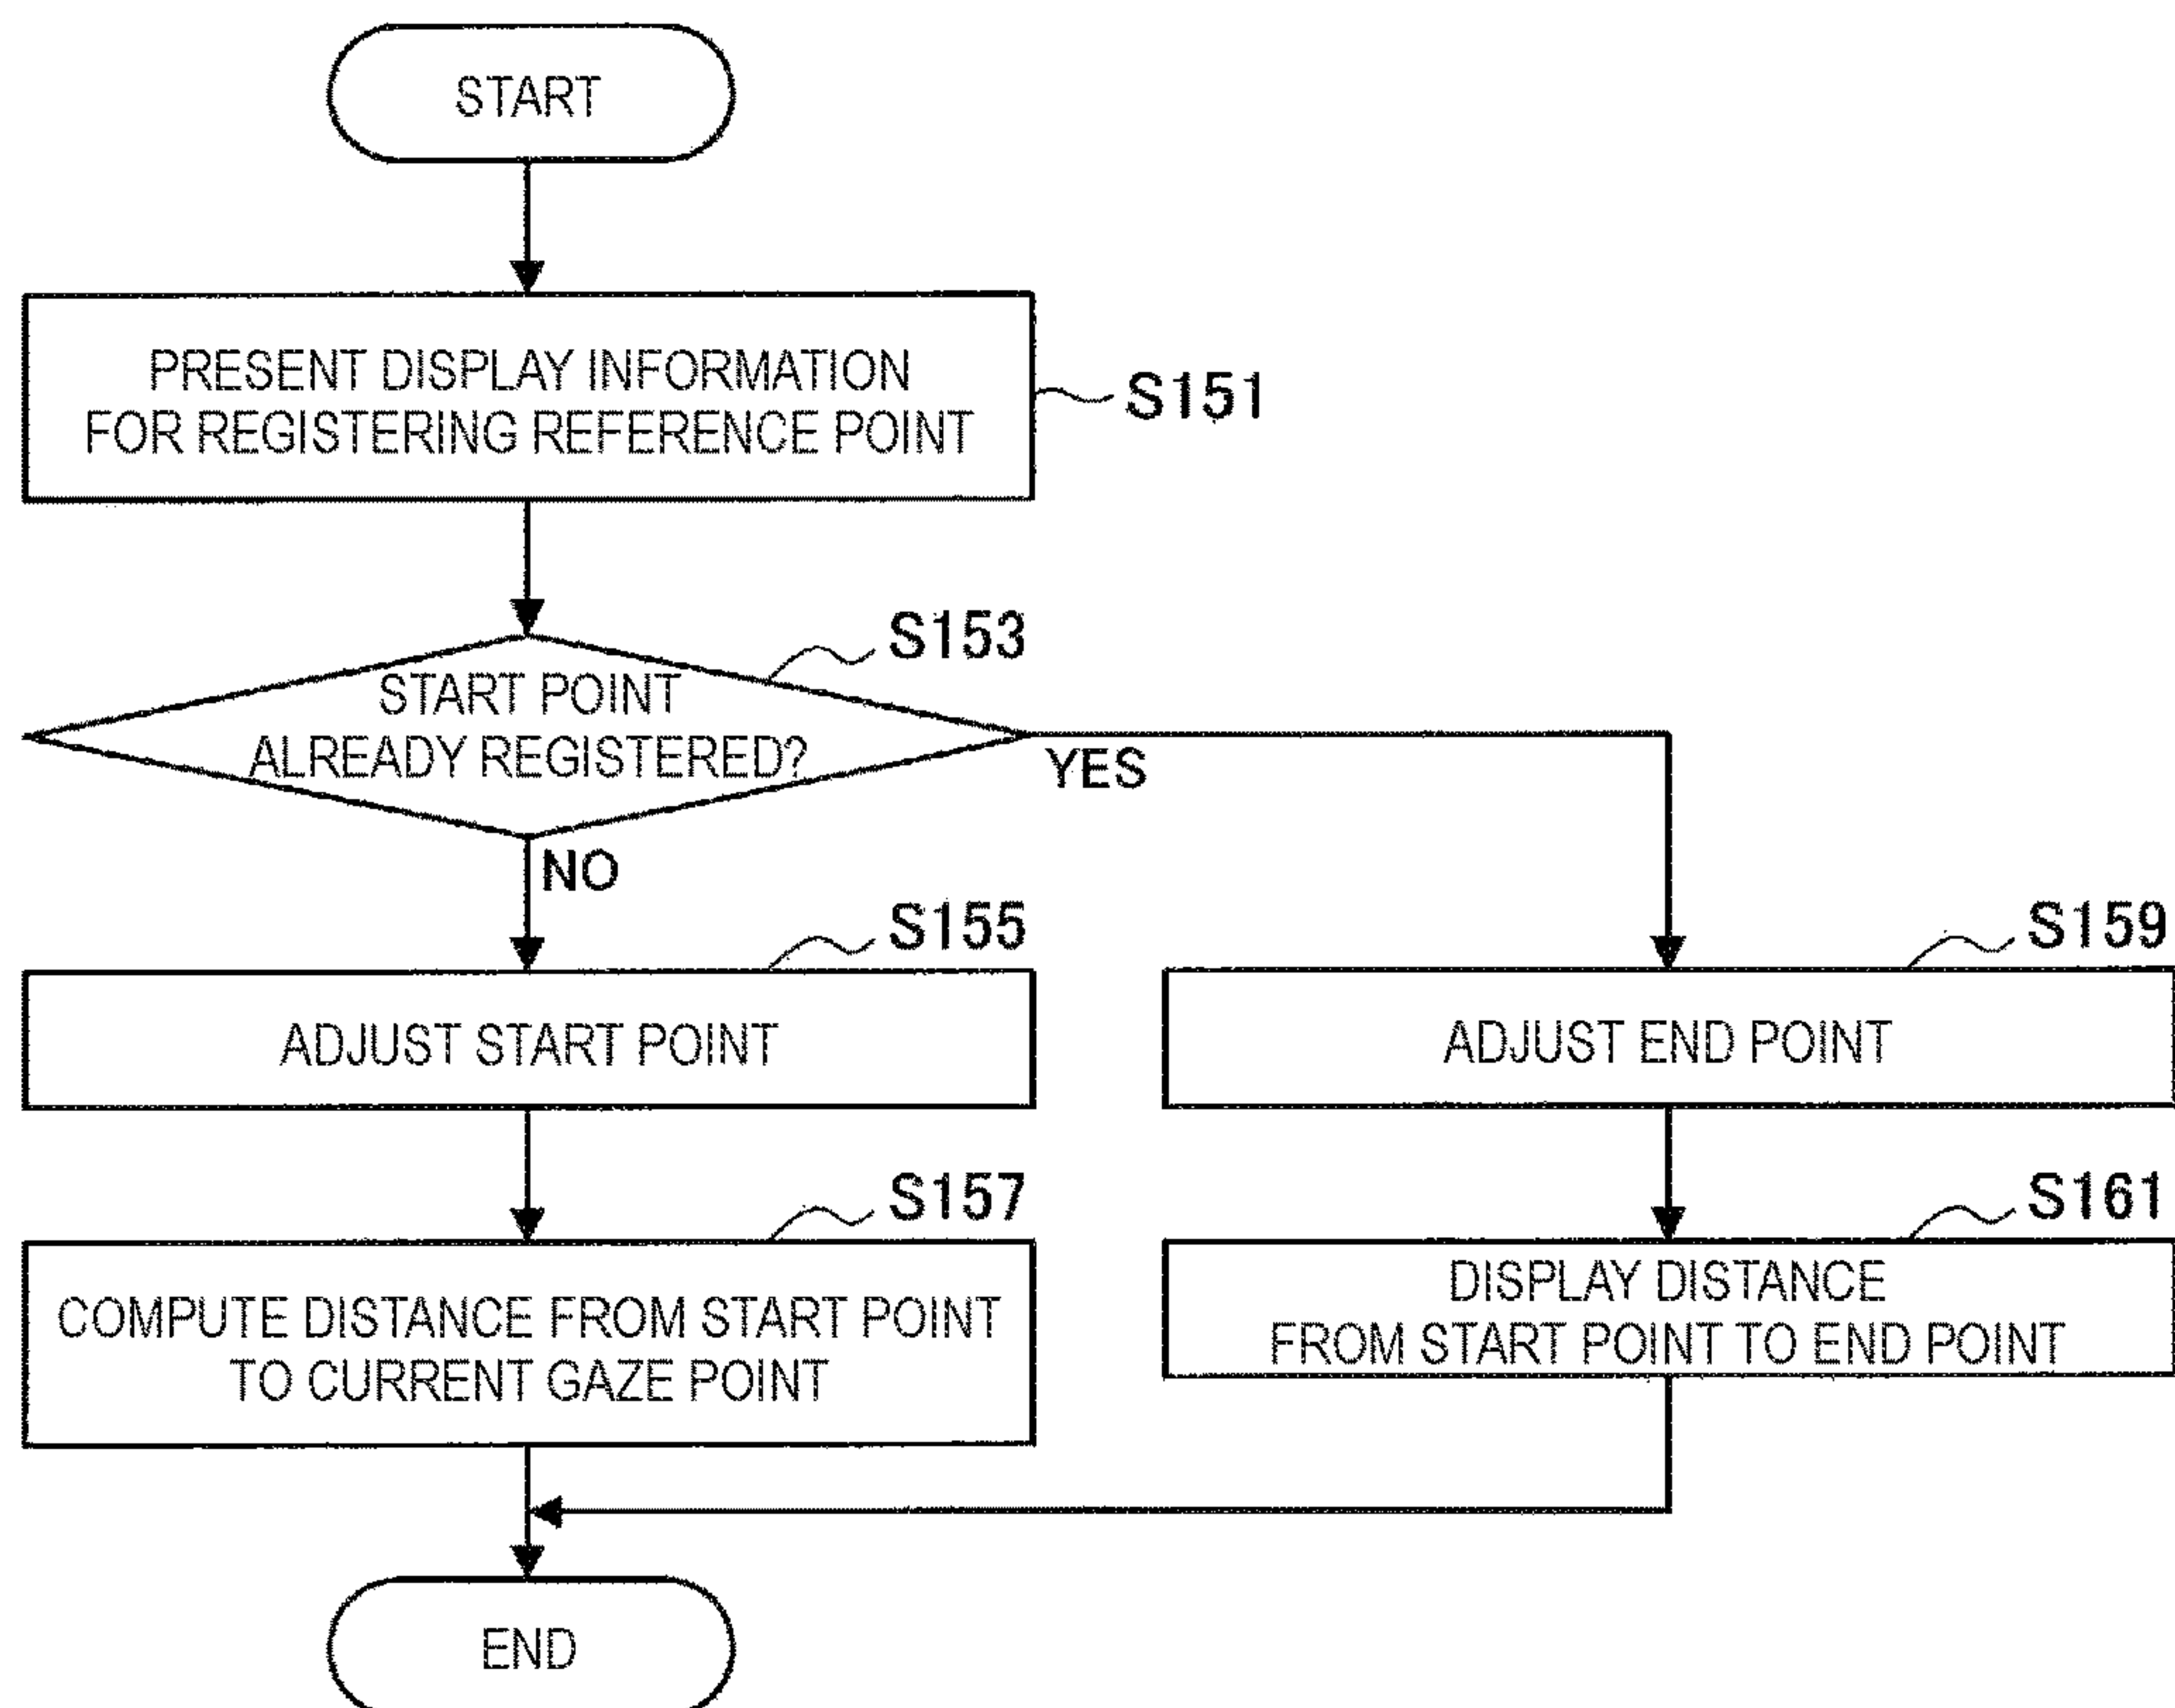 START
PRESENT DISPLAY INFORMATION
FOR REGISTERING REFERENCE POINT
S151
S153
START POINT
ALREADY REGISTERED?
YES
NO
S155
ADJUST START POINT
S159
ADJUST END POINT
S157
COMPUTE DISTANCE FROM START POINT
TO CURRENT GAZE POINT
S161
DISPLAY DISTANCE
FROM START POINT TO END POINT
END